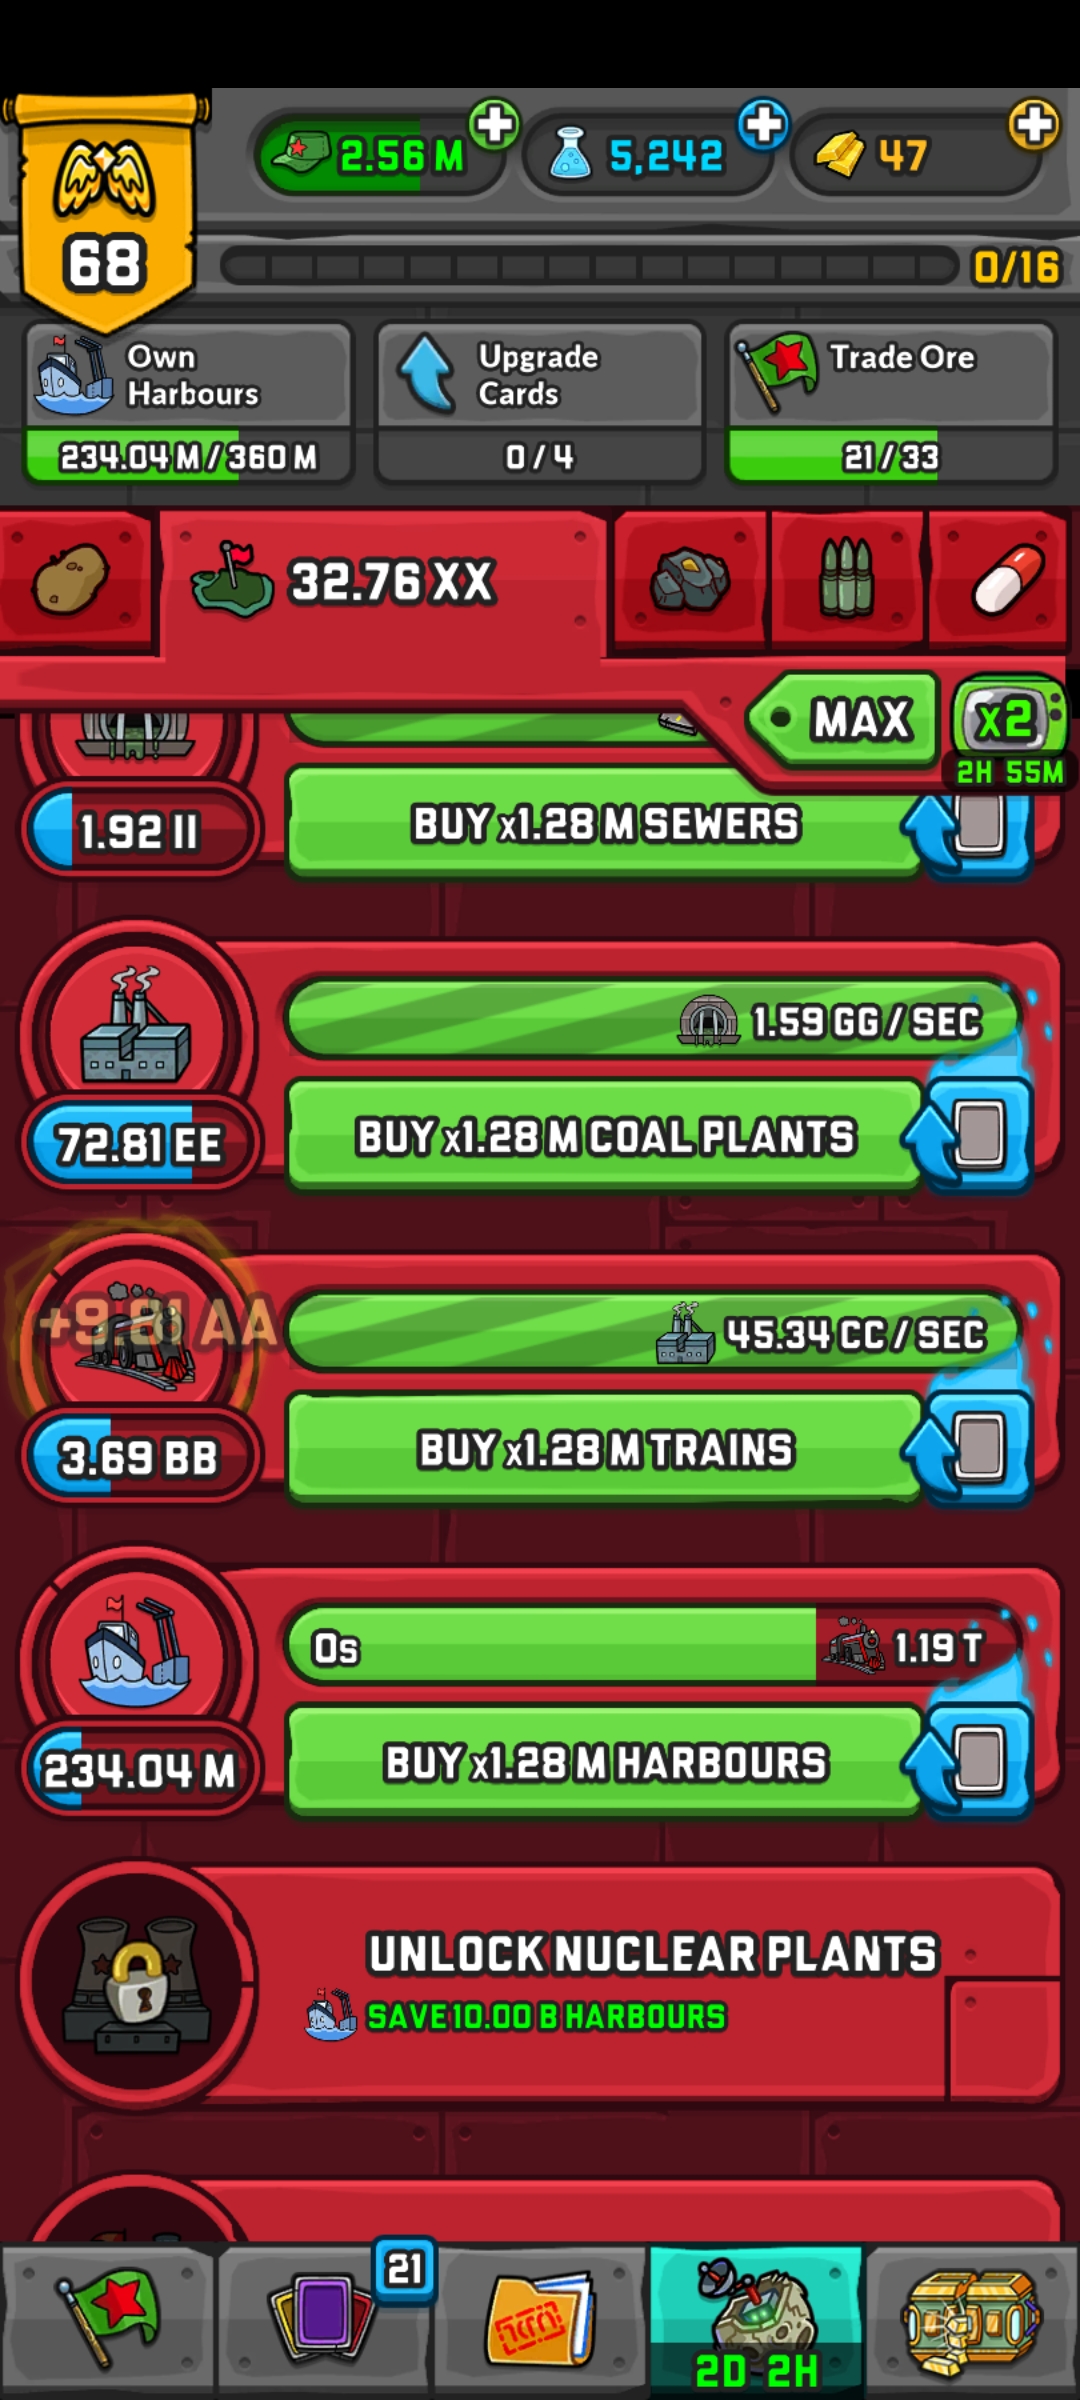 2.56 M
5,242
47
68
0/16
Own
Harbours
234.04 M / 360 M
Upgrade
Cards
0 / 4
Trade Ore
21 / 33
32.76 XX
MAX
x2
2H 55M
1.92 II
BUY x1.28 M SEWERS
1.59 GG / SEC
72.81 EE
BUY x1.28 M COAL PLANTS
+9.81 AA
45.34 CC / SEC
3.69 BB
BUY x1.28 M TRAINS
0s
1.19 T
234.04 M
BUY x1.28 M HARBOURS
UNLOCK NUCLEAR PLANTS
SAVE 10.00 B HARBOURS
21
2D 2H